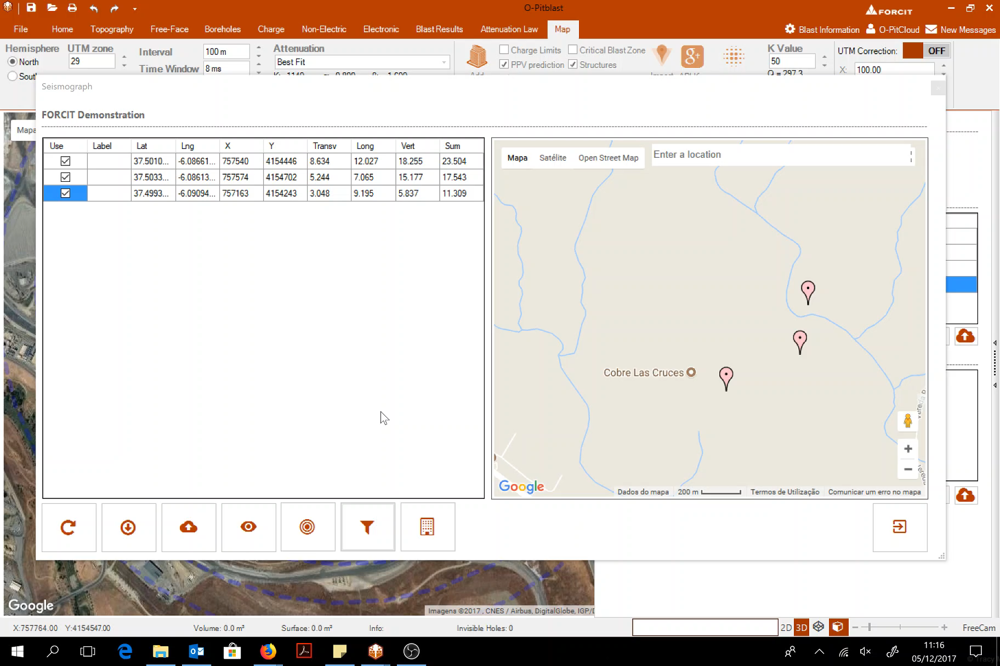 O-Pitblast
FORCIT
File Home Topography Free-Face Boreholes Charge Non-Electric Electronic Blast Results Attenuation Law Map
Blast Information O-PitCloud New Messages
Hemisphere UTM zone
North 29
Interval 100 m
Time Window 8 ms
Attenuation
Best Fit
Charge Limits Critical Blast Zone
PPV prediction Structures
g+
K Value
50
Q = 297.3
UTM Correction: OFF
X: 100.00
Seismograph
FORCIT Demonstration
Mapa
Use Label Lat Lng X Y Transv Long Vert Sum
37.5010... -6.08661... 757540 4154446 8.634 12.027 18.255 23.504
37.5033... -6.08613... 757574 4154702 5.244 7.065 15.177 17.543
37.4993... -6.09094... 757163 4154243 3.048 9.195 5.837 11.309
Mapa Satélite Open Street Map Enter a location
Cobre Las Cruces
+
−
Google
Dados do mapa 200 m Termos de Utilização Comunicar um erro no mapa
Google
Imagens ©2017 , CNES / Airbus, DigitalGlobe, IGP/
X:757764.00 Y:4154547.00 Volume: 0.0 m³ Surface: 0.0 m² Info: Invisible Holes: 0
2D 3D FreeCam
11:16
05/12/2017